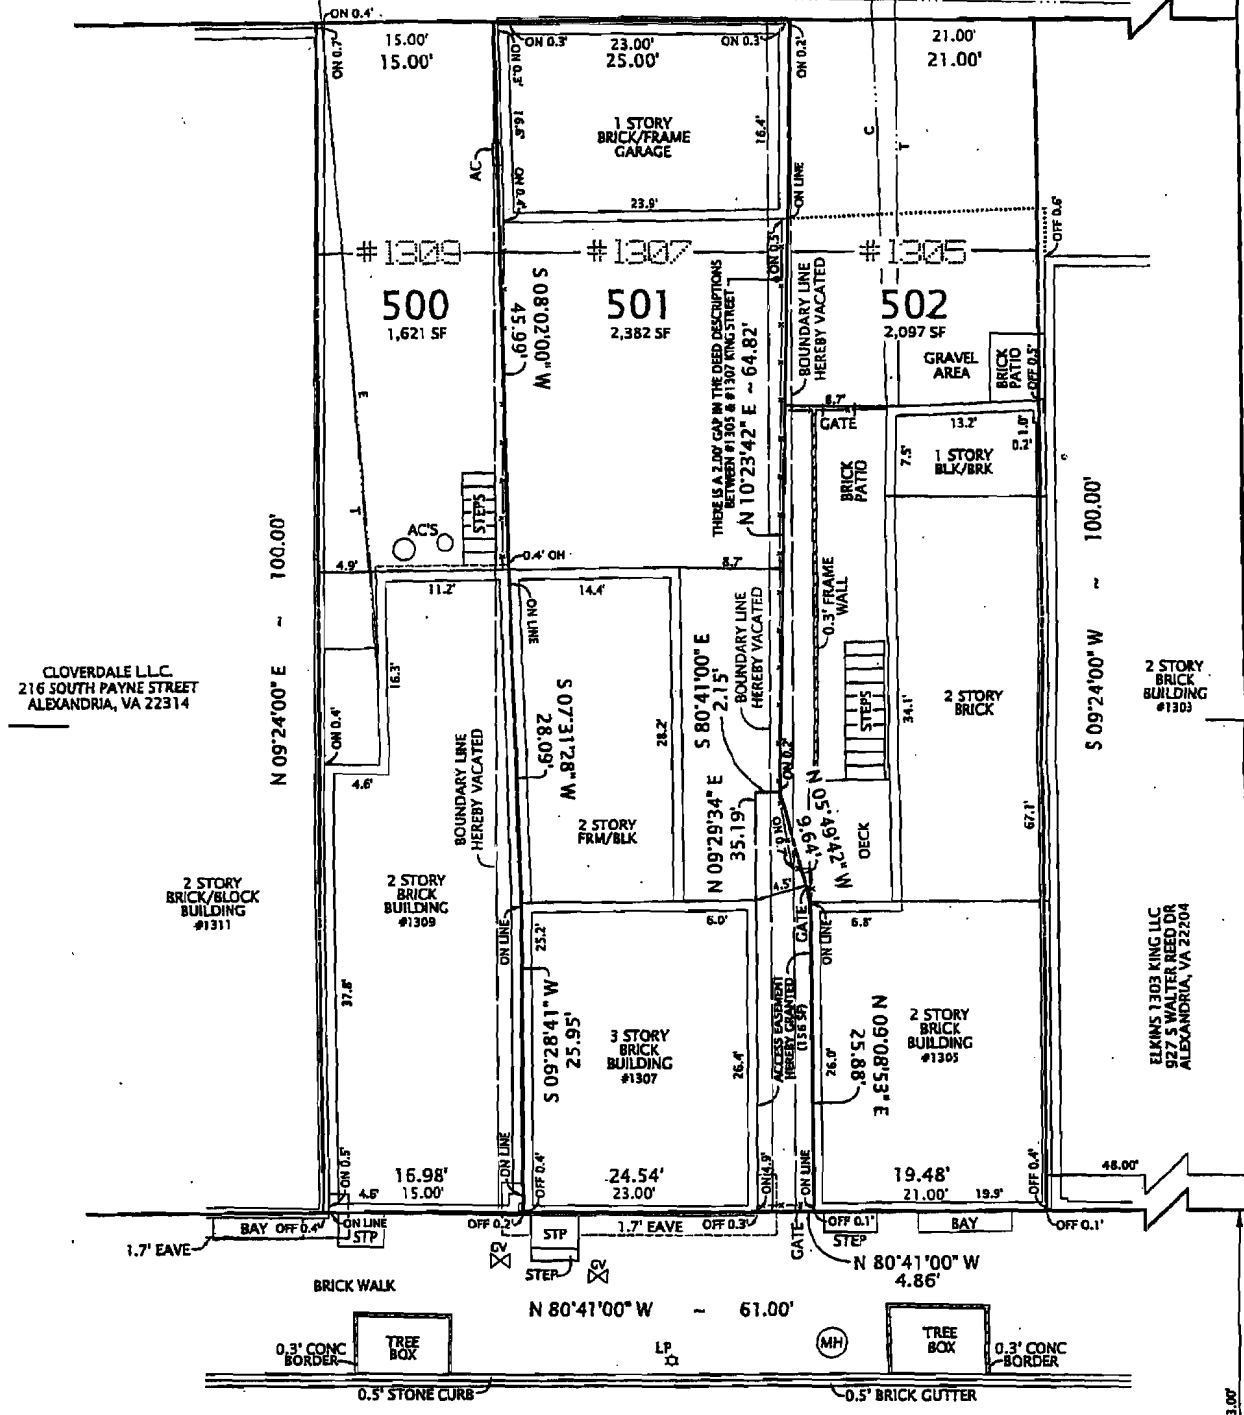 ON 0.4'
ON 0.7'
15.00'
15.00'
ON 0.3'
23.00'
25.00'
ON 0.3'
ON 0.2'
21.00'
21.00'
ON 0.3'
16.6'
AC
ON 0.4'
1 STORY
BRICK/FRAME
GARAGE
16.4'
23.9'
ON LINE
C
T
OFF 0.6'
#1309
#1307
#1305
ON 0.3'
500
1,621 SF
501
2,382 SF
502
2,097 SF
S 08°02'00" W
45.99'
THERE IS A 2.00' GAP IN THE DEED DESCRIPTIONS
BETWEEN #1305 & #1307 KING STREET
N 10°23'42" E ~ 64.82'
BOUNDARY LINE
HEREBY VACATED
GRAVEL
AREA
BRICK
PATIO
OFF 0.5'
E
T
8.7'
GATE
13.2'
1.0'
0.2'
7.5'
1 STORY
BLK/BRK
BRICK
PATIO
STEPS
AC'S
0.4' OH
4.9'
11.2'
14.4'
8.7'
ON LINE
N 09°24'00" E ~ 100.00'
S 09°24'00" W ~ 100.00'
0.3' FRAME
WALL
BOUNDARY LINE
HEREBY VACATED
S 80°41'00" E
2.15'
CLOVERDALE L.L.C.
216 SOUTH PAYNE STREET
ALEXANDRIA, VA 22314
16.3'
ON 0.4'
4.6'
BOUNDARY LINE
HEREBY VACATED
S 07°31'28" W
28.09'
28.2'
2 STORY
FRM/BLK
N 09°29'34" E
35.19'
ON 0.2'
ON 0.7'
N 05°49'42" W
9.64'
STEPS
34.1'
DECK
2 STORY
BRICK
67.1'
2 STORY
BRICK
BUILDING
#1303
2 STORY
BRICK/BLOCK
BUILDING
#1311
2 STORY
BRICK
BUILDING
#1309
4.5'
GATE
ON LINE
25.2'
6.0'
ON LINE
6.8'
37.8'
S 09°28'41" W
25.95'
3 STORY
BRICK
BUILDING
#1307
26.4'
ACCESS EASEMENT
HEREBY GRANTED
(156 SF)
26.0'
N 09°08'53" E
25.88'
2 STORY
BRICK
BUILDING
#1305
ELKINS 1303 KING LLC
927 S WALTER REED DR
ALEXANDRIA, VA 22204
ON 0.5'
16.98'
4.6'
15.00'
ON LINE
OFF 0.4'
24.54'
23.00'
ON 4.9'
ON LINE
19.48'
21.00'
19.9'
OFF 0.4'
48.00'
BAY
OFF 0.4'
ON LINE
STP
OFF 0.2'
STP
1.7' EAVE
OFF 0.3'
GATE
OFF 0.1'
STEP
BAY
OFF 0.1'
1.7' EAVE
STEP
N 80°41'00" W
4.86'
BRICK WALK
N 80°41'00" W ~ 61.00'
0.3' CONC
BORDER
TREE
BOX
LP
MH
TREE
BOX
0.3' CONC
BORDER
0.5' STONE CURB
0.5' BRICK GUTTER